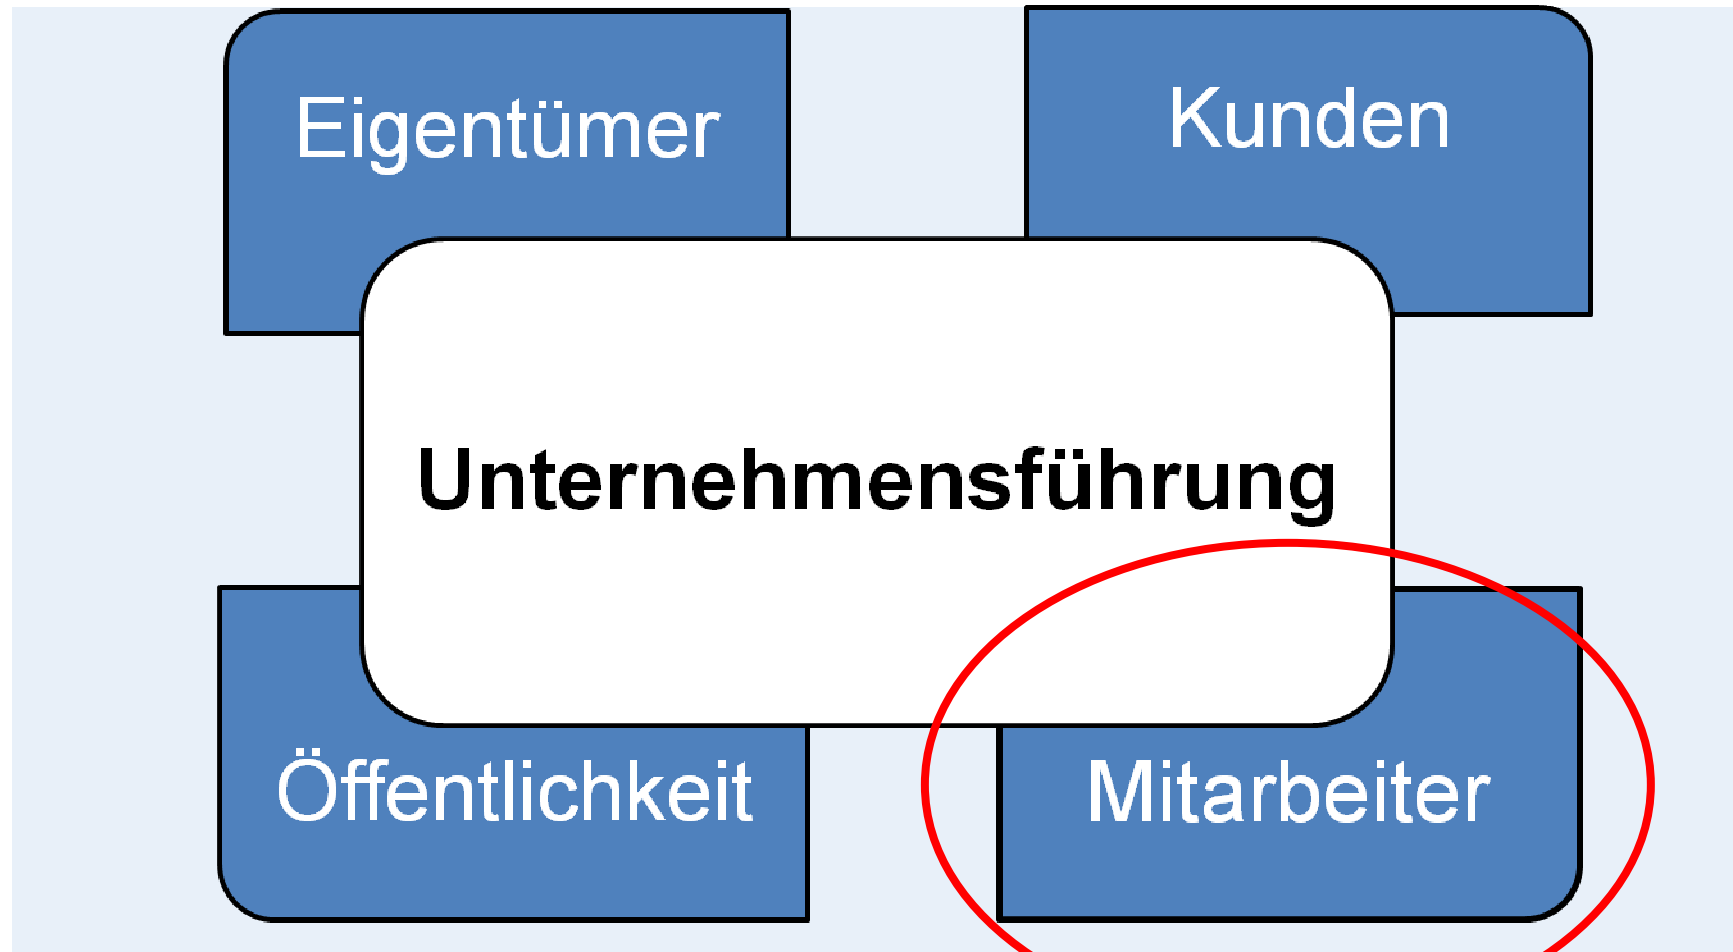 Eigentümer
Kunden
Unternehmensführung
Öffentlichkeit
Mitarbeiter